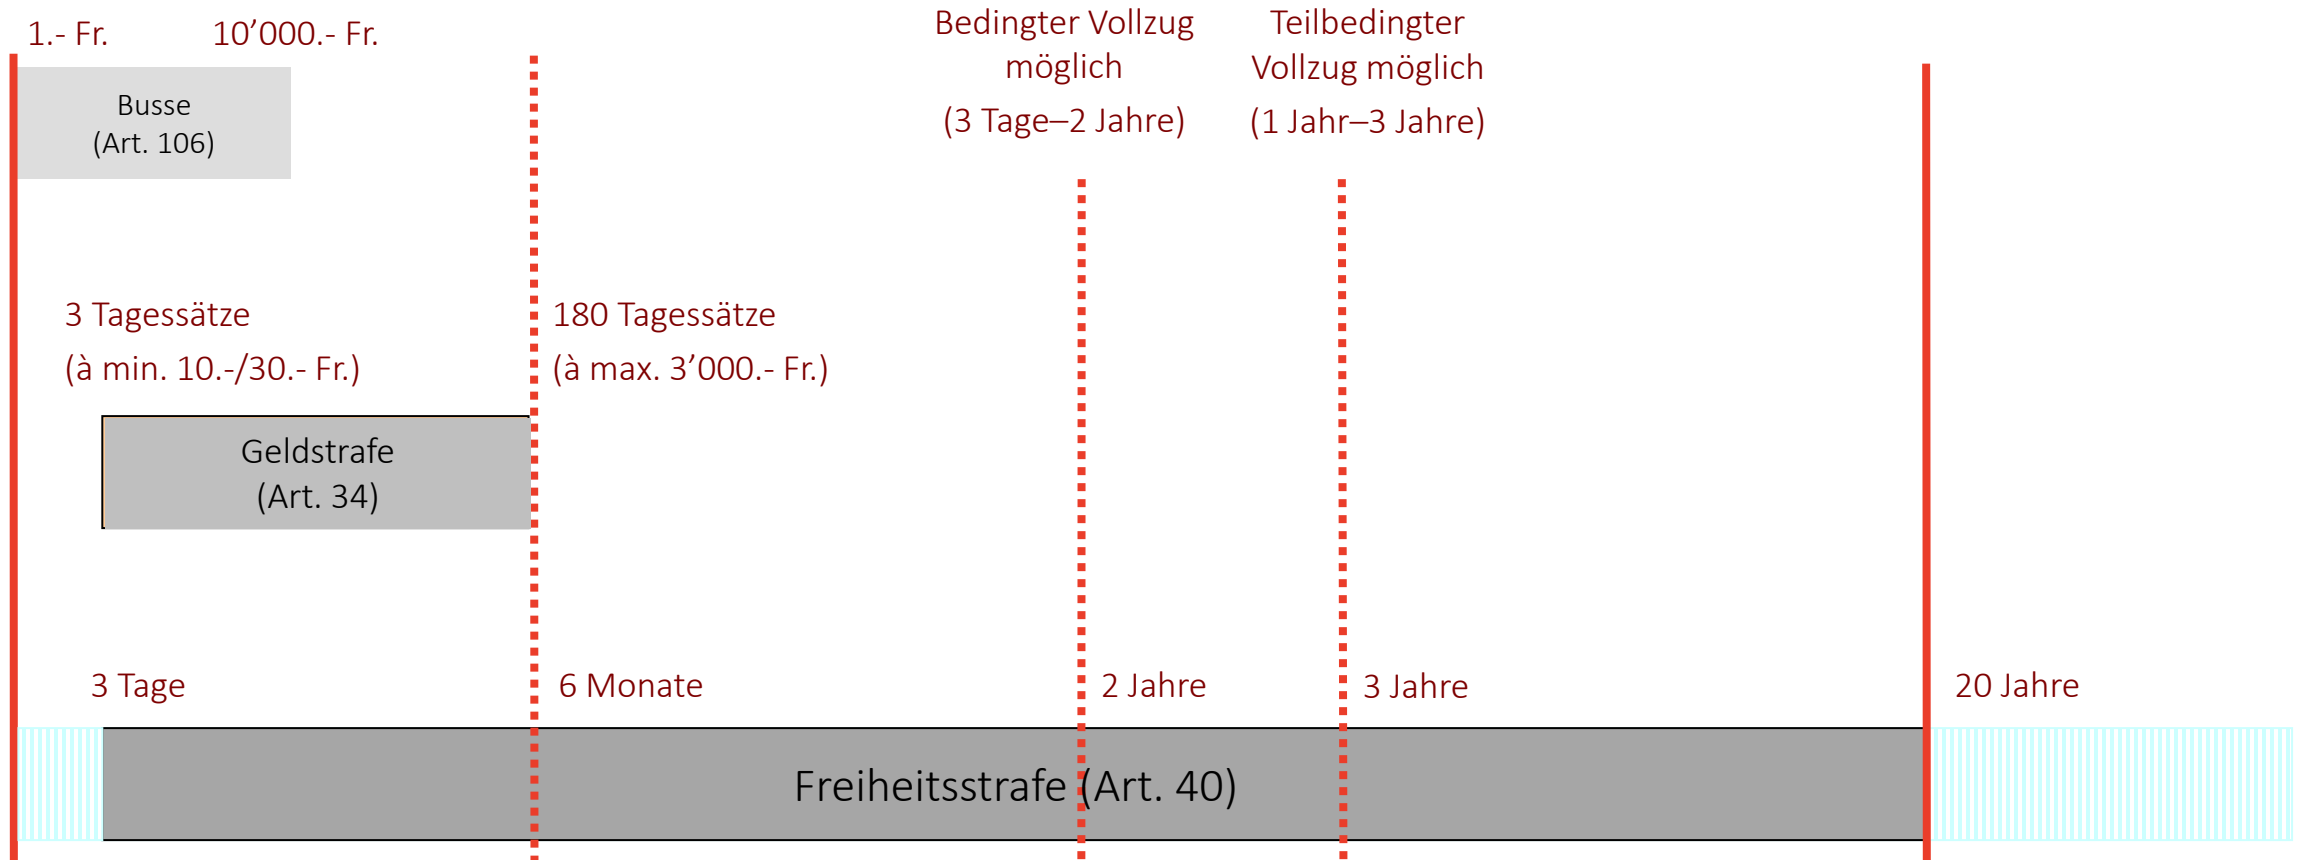 1.- Fr.
10’000.- Fr.
Bedingter Vollzug
möglich
(3 Tage–2 Jahre)
Teilbedingter
Vollzug möglich
(1 Jahr–3 Jahre)
Busse
(Art. 106)
3 Tagessätze
(à min. 10.-/30.- Fr.)
180 Tagessätze
(à max. 3’000.- Fr.)
Geldstrafe
(Art. 34)
3 Tage
6 Monate
2 Jahre
3 Jahre
20 Jahre
Freiheitsstrafe (Art. 40)